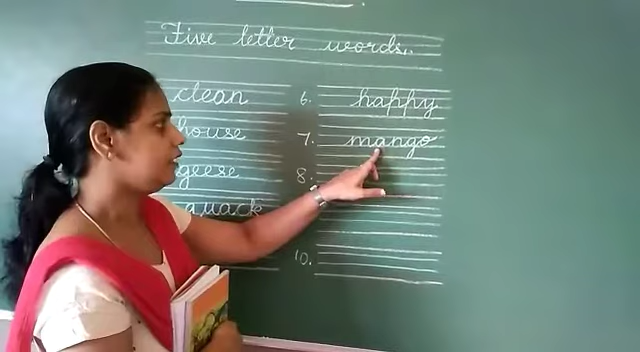 Five letter words.
clean
house
geese
quack
6. happy
7. mango
8.
10.